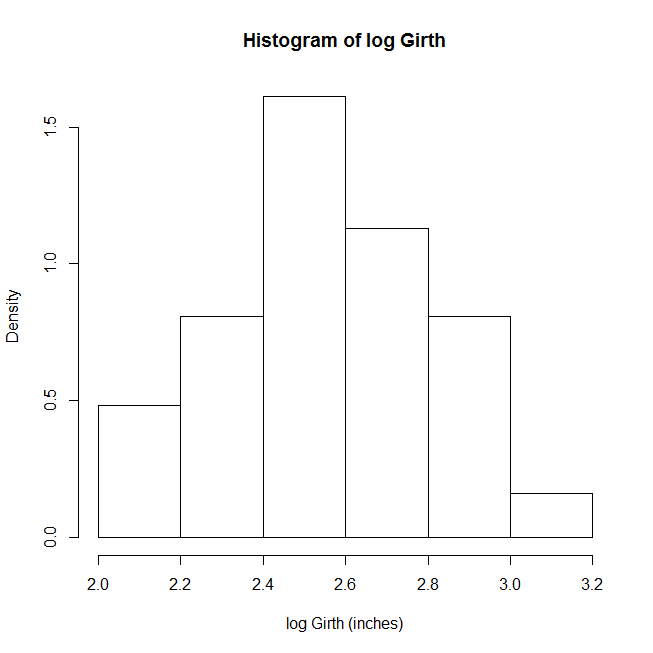 Histogram of log Girth
1.5
1.0
0.5
0.0
Density
2.0 2.2 2.4 2.6 2.8 3.0 3.2
log Girth (inches)